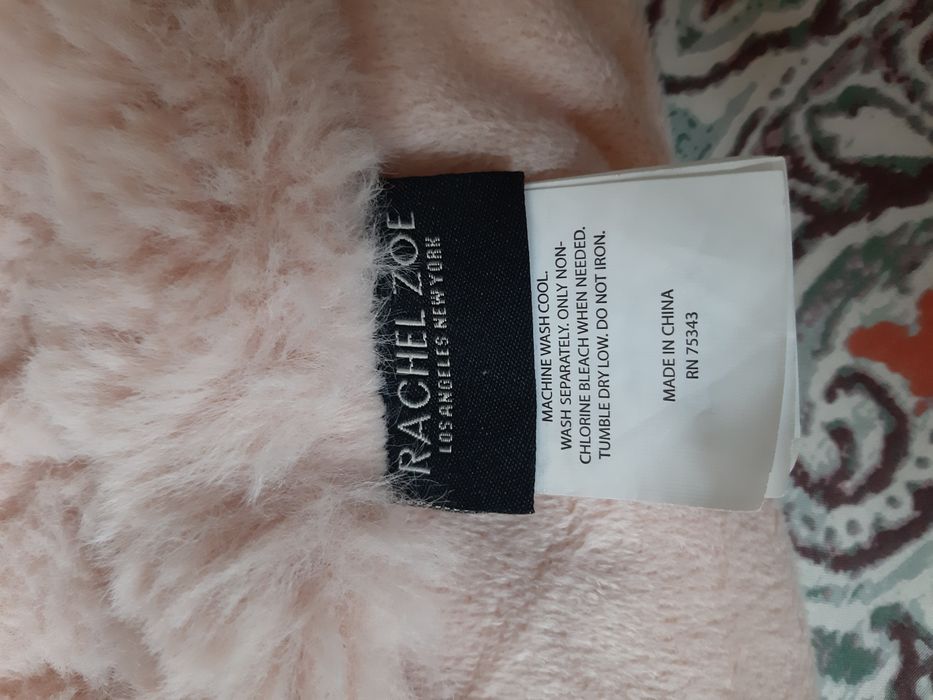 RACHEL ZOE
LOS ANGELES NEW YORK
MACHINE WASH COOL.
WASH SEPARATELY. ONLY NON-
CHLORINE BLEACH WHEN NEEDED.
TUMBLE DRY LOW. DO NOT IRON.
MADE IN CHINA
RN 75343